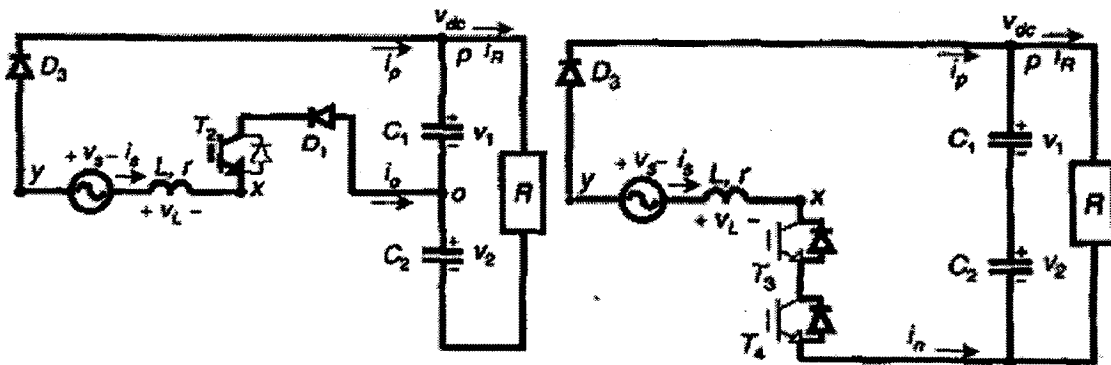 v_dc
i_p
p
i_R
D_3
T_2
D_1
C_1
+
v_1
-
y
+ v_s - i_s
L, r
x
+ v_L -
i_o
o
R
C_2
+
v_2
-
v_dc
i_p
p
i_R
D_3
C_1
+
v_1
-
y
+ v_s - i_s
L, r
x
+ v_L -
T_3
R
C_2
+
v_2
-
T_4
i_n